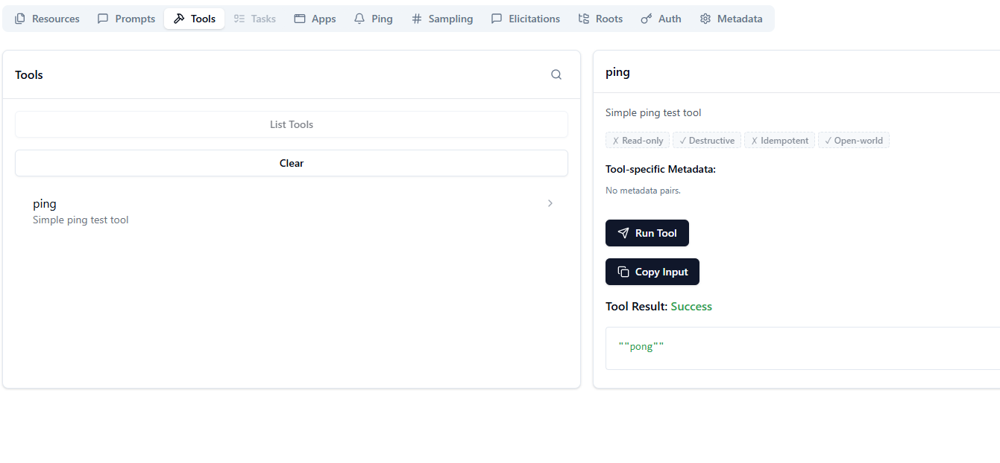 Resources Prompts Tools Tasks Apps Ping Sampling Elicitations Roots Auth Metadata
Tools
List Tools
Clear
ping
Simple ping test tool
ping
Simple ping test tool
✗ Read-only ✓ Destructive ✗ Idempotent ✓ Open-world
Tool-specific Metadata:
No metadata pairs.
Run Tool
Copy Input
Tool Result: Success
""pong""